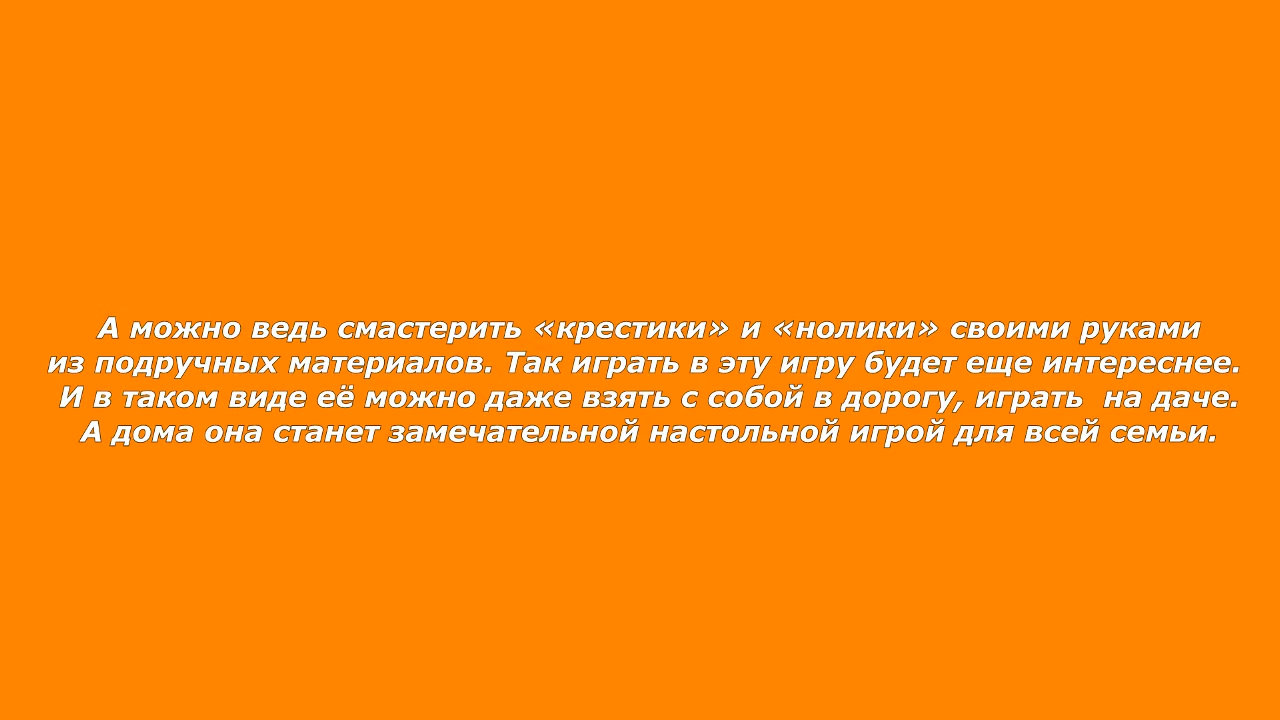 А можно ведь смастерить «крестики» и «нолики» своими руками
из подручных материалов. Так играть в эту игру будет еще интереснее.
И в таком виде её можно даже взять с собой в дорогу, играть  на даче.
А дома она станет замечательной настольной игрой для всей семьи.